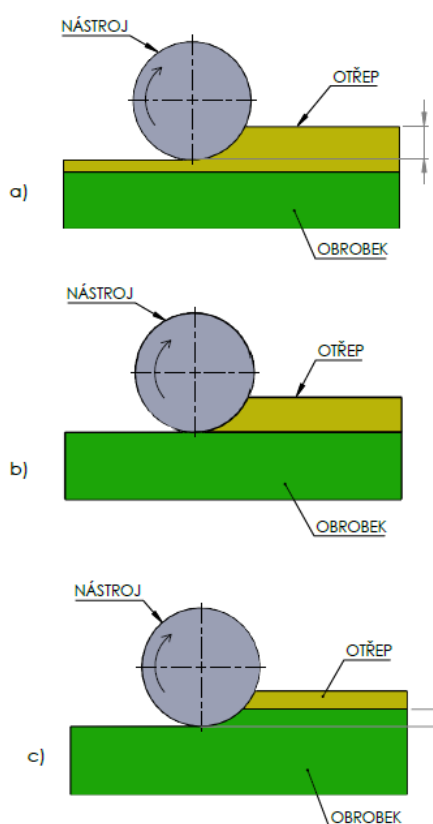 NÁSTROJ
OTŘEP
a)
OBROBEK
NÁSTROJ
OTŘEP
b)
OBROBEK
NÁSTROJ
OTŘEP
c)
OBROBEK